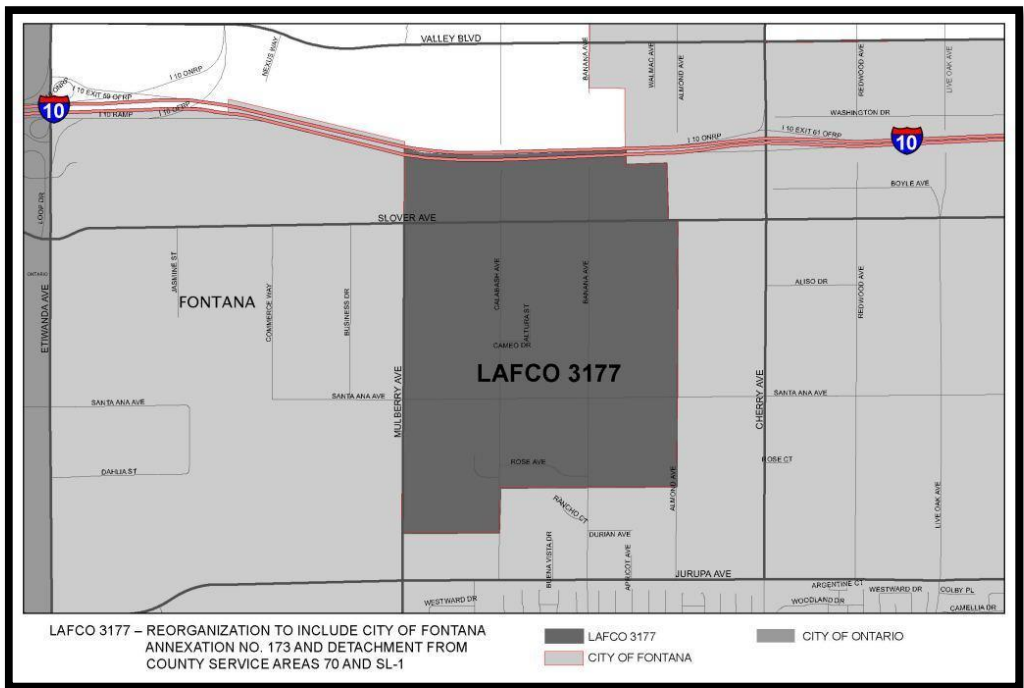 VALLEY BLVD
NEXUS WAY
BANANA AVE
WALMAC AVE
ALMOND AVE
REDWOOD AVE
LIVE OAK AVE
I 10 ONRP
I 10 EXIT 59 OFRP
ONRP
I 10 RAMP
I 10 OFRP
10
WASHINGTON DR
I 10 ONRP
I 10 EXIT 61 OFRP
10
BOYLE AVE
LOOP DR
SLOVER AVE
ONTARIO
ETIWANDA AVE
JASMINE ST
FONTANA
COMMERCE WAY
BUSINESS DR
CALABASH AVE
ALTURA ST
BANANA AVE
CAMEO DR
ALISO DR
REDWOOD AVE
LAFCO 3177
MULBERRY AVE
CHERRY AVE
SANTA ANA AVE
SANTA ANA AVE
SANTA ANA AVE
DAHLIA ST
ROSE AVE
ROSE CT
ALMOND AVE
LIVE OAK AVE
RANCHO CT
DURIAN AVE
BUENA VISTA DR
APRICOT AVE
JURUPA AVE
ARGENTINE CT
WESTWARD DR
WESTWARD DR
COLBY PL
WOODLAND DR
CAMELLIA DR
LAFCO 3177 – REORGANIZATION TO INCLUDE CITY OF FONTANA
ANNEXATION NO. 173 AND DETACHMENT FROM
COUNTY SERVICE AREAS 70 AND SL-1
LAFCO 3177
CITY OF FONTANA
CITY OF ONTARIO